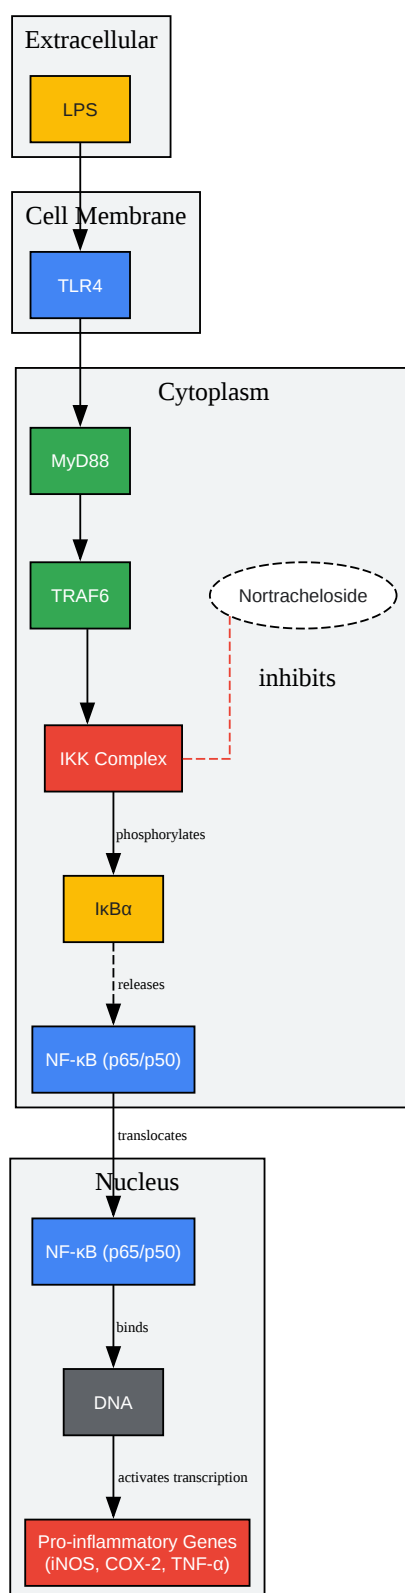 Extracellular
LPS
Cell Membrane
TLR4
Cytoplasm
MyD88
TRAF6
Nortracheloside
inhibits
IKK Complex
phosphorylates
IκBα
releases
NF-κB (p65/p50)
translocates
Nucleus
NF-κB (p65/p50)
binds
DNA
activates transcription
Pro-inflammatory Genes
(iNOS, COX-2, TNF-α)